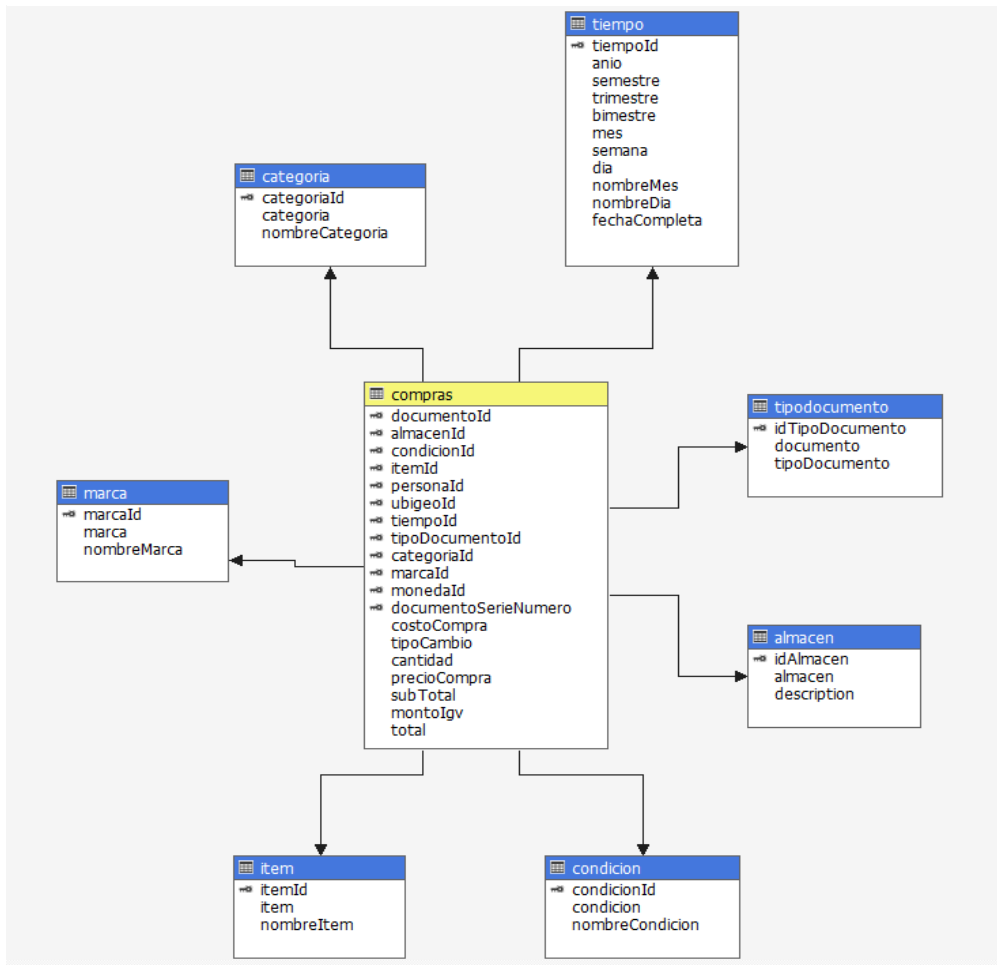 tiempo
tiempoId
anio
semestre
trimestre
bimestre
mes
semana
dia
nombreMes
nombreDia
fechaCompleta
categoria
categoriaId
categoria
nombreCategoria
compras
documentoId
almacenId
condicionId
itemId
personaId
ubigeoId
tiempoId
tipoDocumentoId
categoriaId
marcaId
monedaId
documentoSerieNumero
costoCompra
tipoCambio
cantidad
precioCompra
subTotal
montoIgv
total
tipodocumento
idTipoDocumento
documento
tipoDocumento
marca
marcaId
marca
nombreMarca
almacen
idAlmacen
almacen
description
item
itemId
item
nombreItem
condicion
condicionId
condicion
nombreCondicion